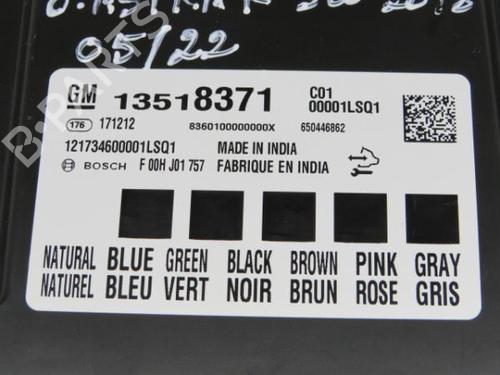 05/22
GM 13518371 C01
00001LSQ1
176 171212 8360100000000X 650446862
121734600001LSQ1 MADE IN INDIA
BOSCH F 00H J01 757 FABRIQUE EN INDIA
NATURAL BLUE GREEN BLACK BROWN PINK GRAY
NATUREL BLEU VERT NOIR BRUN ROSE GRIS
B-PARTS